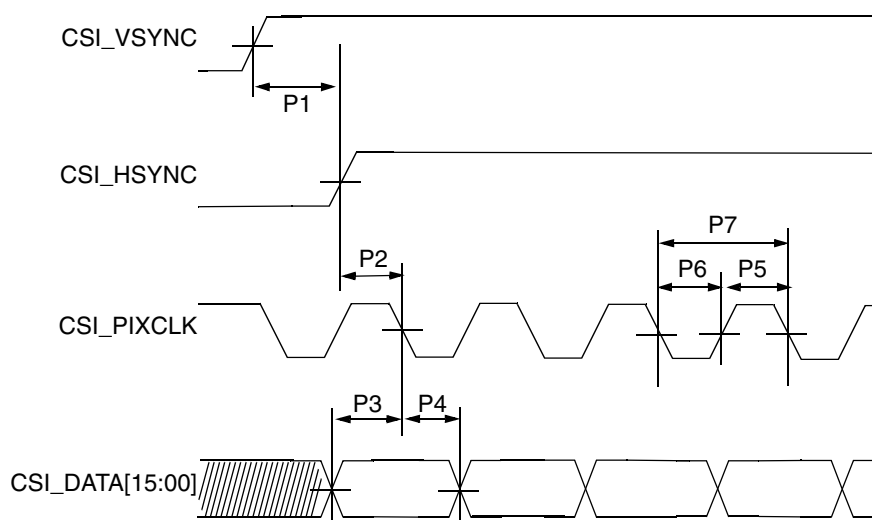 CSI_VSYNC
P1
CSI_HSYNC
P7
P2
P6
P5
CSI_PIXCLK
P3
P4
CSI_DATA[15:00]